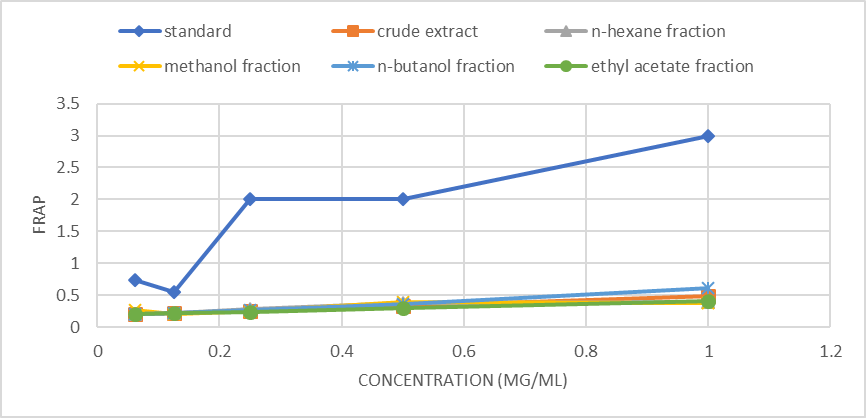 standard crude extract n-hexane fraction
methanol fraction n-butanol fraction ethyl acetate fraction
3.5
3
2.5
2
1.5
1
0.5
0
FRAP
0 0.2 0.4 0.6 0.8 1 1.2
CONCENTRATION (MG/ML)